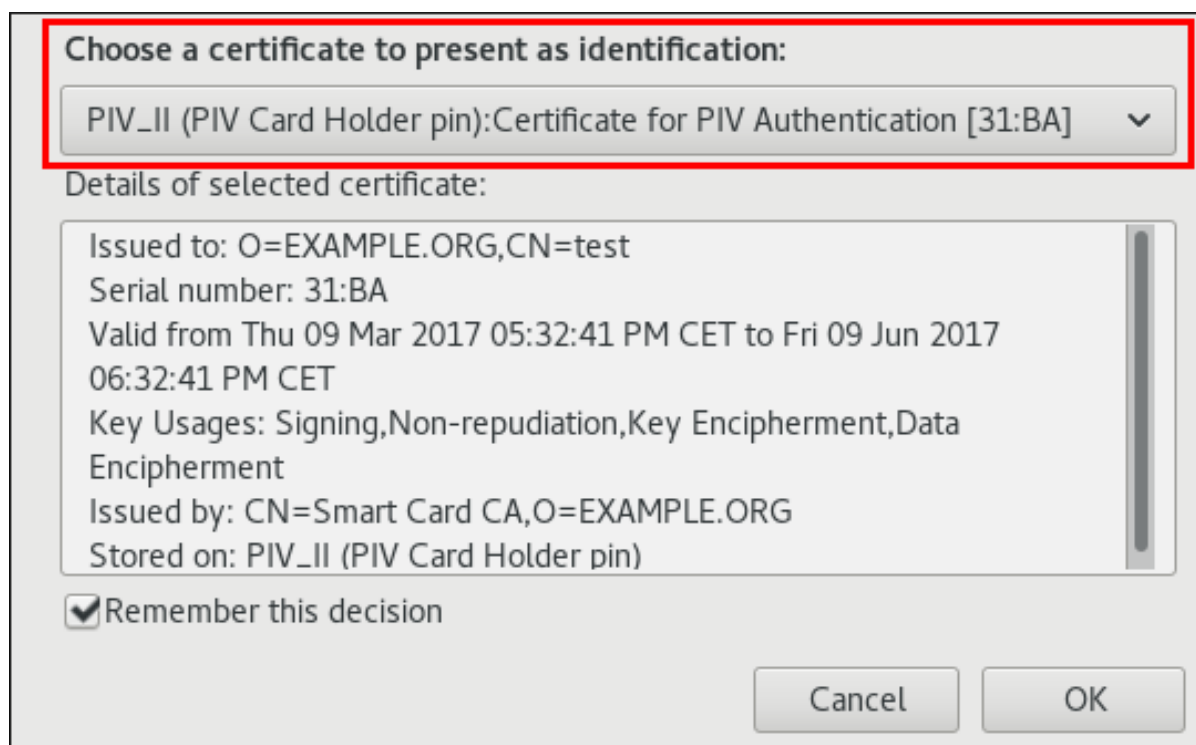 Choose a certificate to present as identification:
PIV_II (PIV Card Holder pin):Certificate for PIV Authentication [31:BA]
Details of selected certificate:
Issued to: O=EXAMPLE.ORG,CN=test
Serial number: 31:BA
Valid from Thu 09 Mar 2017 05:32:41 PM CET to Fri 09 Jun 2017
06:32:41 PM CET
Key Usages: Signing,Non-repudiation,Key Encipherment,Data
Encipherment
Issued by: CN=Smart Card CA,O=EXAMPLE.ORG
Stored on: PIV_II (PIV Card Holder pin)
Remember this decision
Cancel
OK